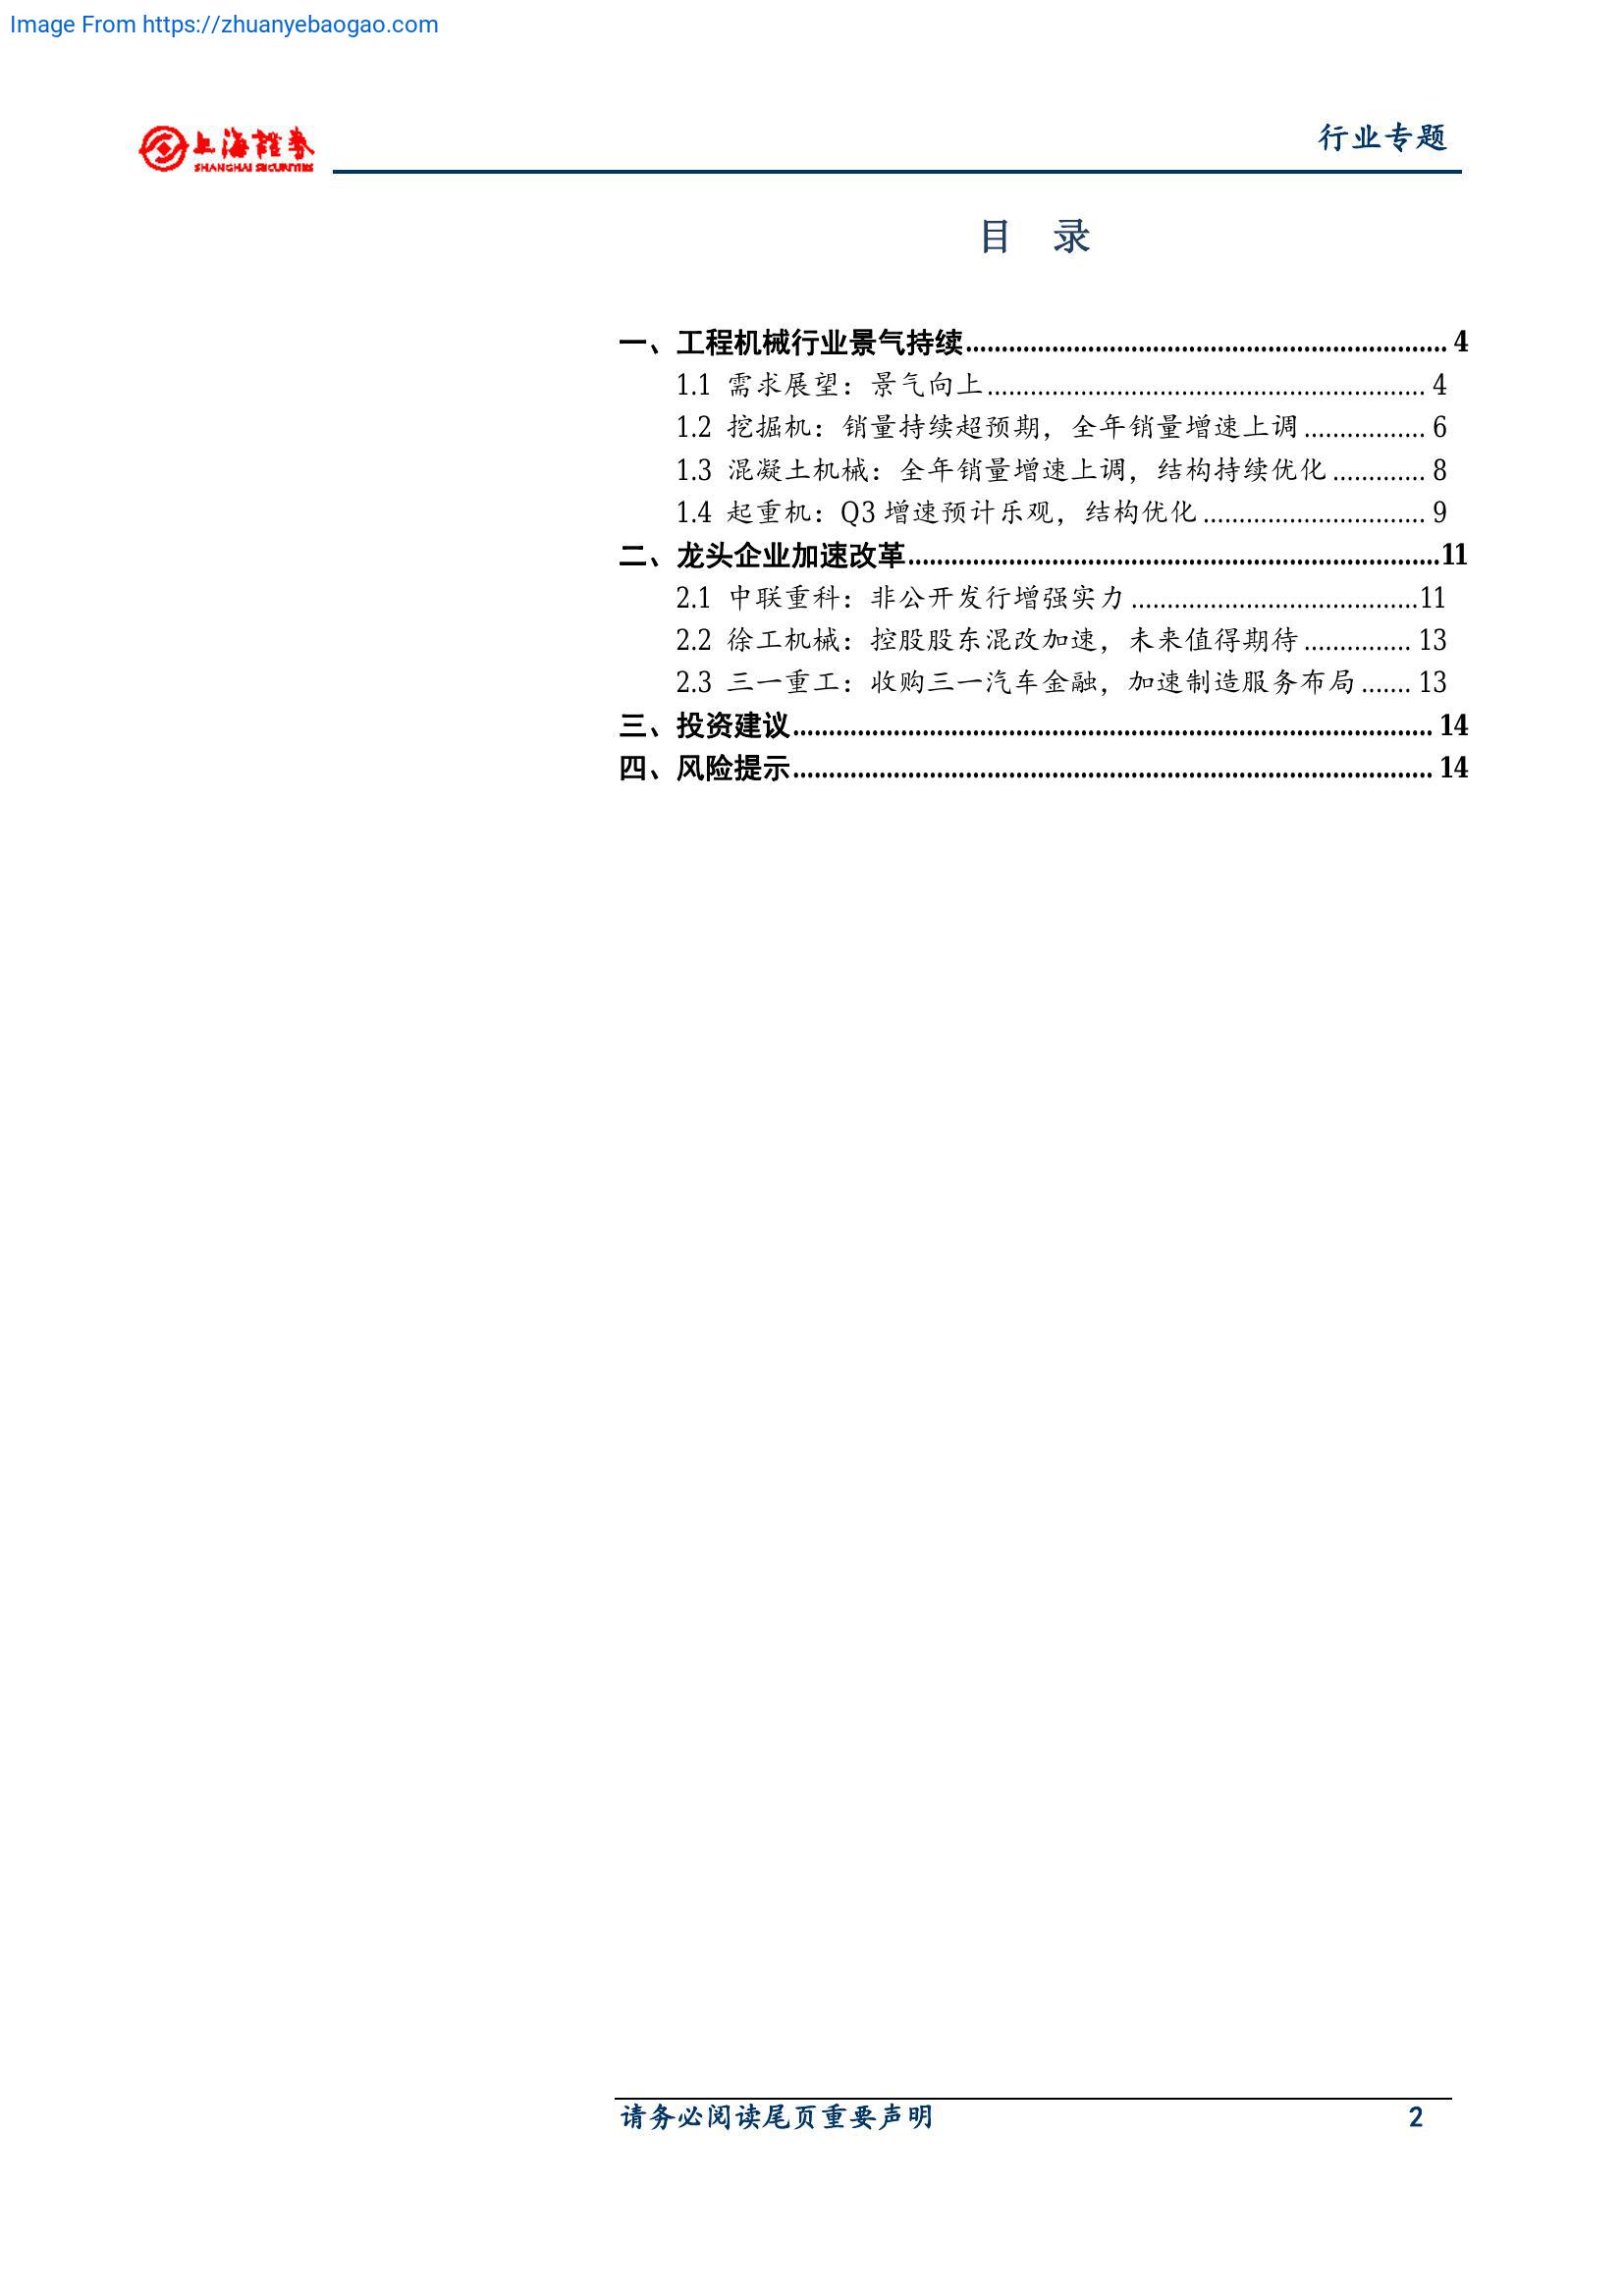 Image From https://zhuanyebaogao.com
上海證券
SHANGHAI SECURITIES
行业专题
目 录
一、工程机械行业景气持续.................................................................. 4
1.1 需求展望：景气向上............................................................. 4
1.2 挖掘机：销量持续超预期，全年销量增速上调................. 6
1.3 混凝土机械：全年销量增速上调，结构持续优化............. 8
1.4 起重机：Q3 增速预计乐观，结构优化............................... 9
二、龙头企业加速改革.........................................................................11
2.1 中联重科：非公开发行增强实力........................................11
2.2 徐工机械：控股股东混改加速，未来值得期待............... 13
2.3 三一重工：收购三一汽车金融，加速制造服务布局....... 13
三、投资建议........................................................................................ 14
四、风险提示........................................................................................ 14
请务必阅读尾页重要声明 2